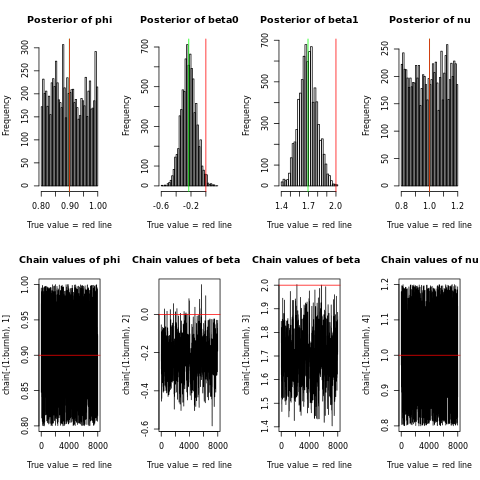 Posterior of phi
Posterior of beta0
Posterior of beta1
Posterior of nu
Frequency
0 50 100 150 200 250 300
0.80 0.90 1.00
True value = red line
Frequency
0 100 300 500 700
-0.6 -0.2
True value = red line
Frequency
0 100 300 500 700
1.4 1.7 2.0
True value = red line
Frequency
0 50 100 150 200 250
0.8 1.0 1.2
True value = red line
Chain values of phi
Chain values of beta
Chain values of beta
Chain values of nu
chain[-(1:burnIn), 1]
0.80 0.85 0.90 0.95 1.00
0 4000 8000
True value = red line
chain[-(1:burnIn), 2]
-0.6 -0.4 -0.2 0.0
0 4000 8000
True value = red line
chain[-(1:burnIn), 3]
1.4 1.5 1.6 1.7 1.8 1.9 2.0
0 4000 8000
True value = red line
chain[-(1:burnIn), 4]
0.8 0.9 1.0 1.1 1.2
0 4000 8000
True value = red line